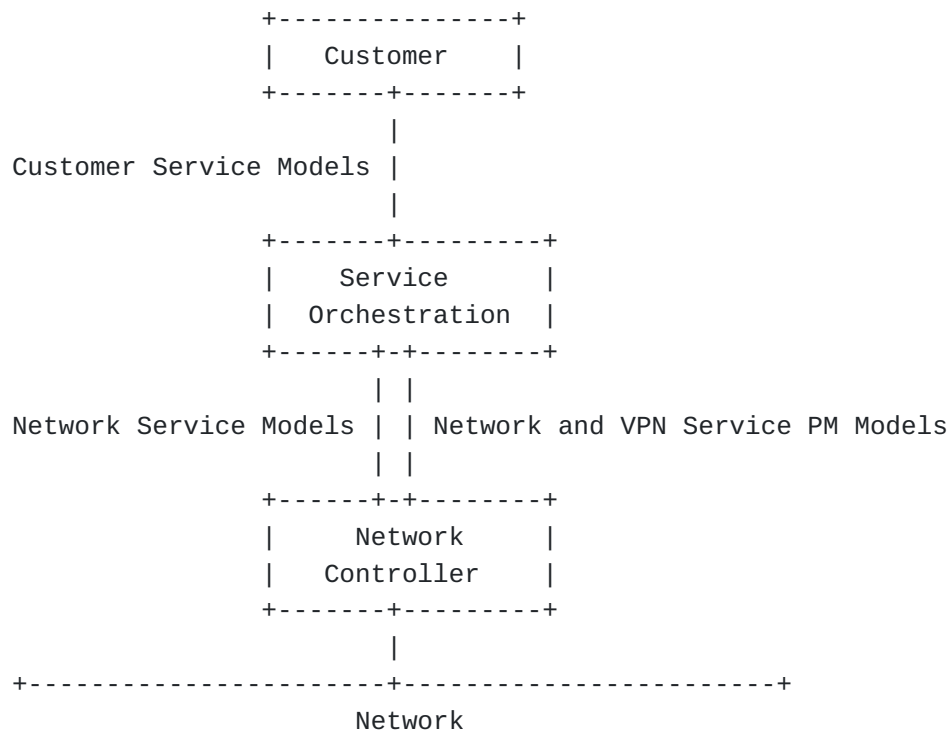 Customer
Customer Service Models
Service
Orchestration
Network Service Models
Network and VPN Service PM Models
Network
Controller
Network